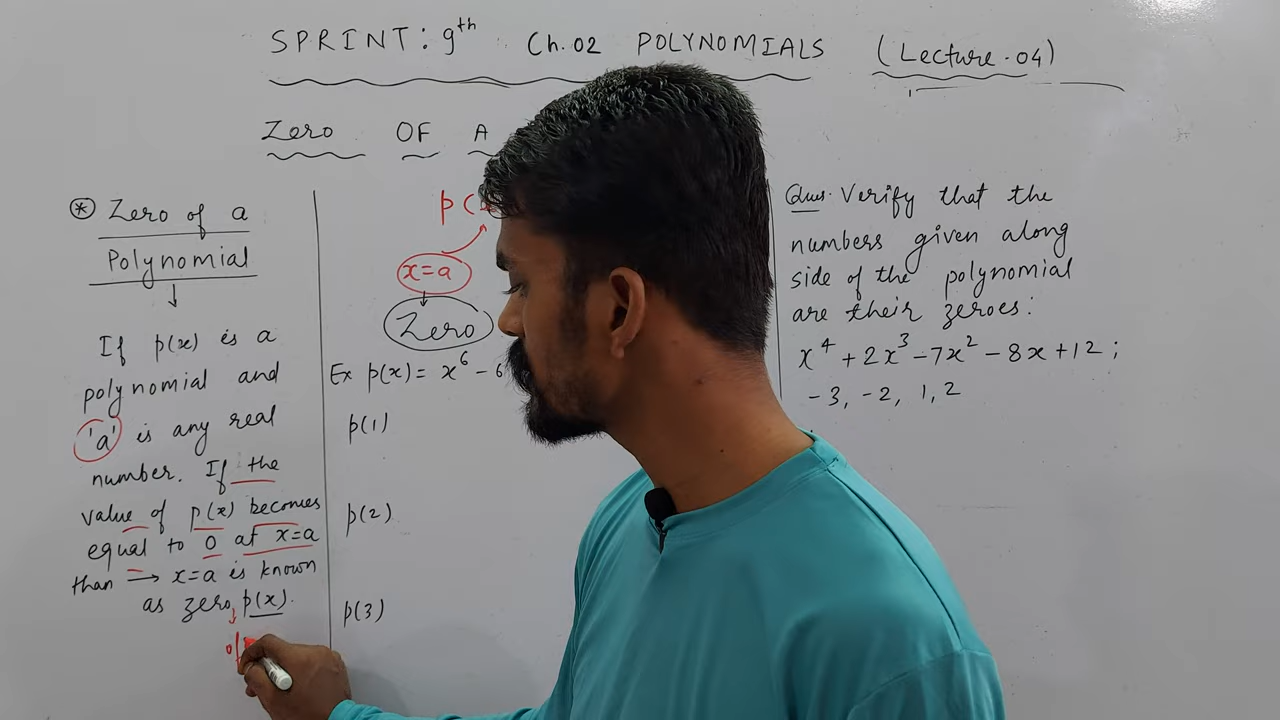 SPRINT: 9th Ch.02 POLYNOMIALS (Lecture-04)
Zero OF A
* Zero of a
Polynomial
↓
If p(x) is a
polynomial and
'a' is any real
number. If the
value of p(x) becomes
equal to 0 at x=a
than → x=a is known
as zero p(x).
of
p(
x=a
Zero
Ex p(x) = x⁶ - 6
p(1)
p(2)
p(3)
Ques. Verify that the
numbers given along
side of the polynomial
are their zeroes:
x⁴ + 2x³ - 7x² - 8x + 12 ;
-3, -2, 1, 2